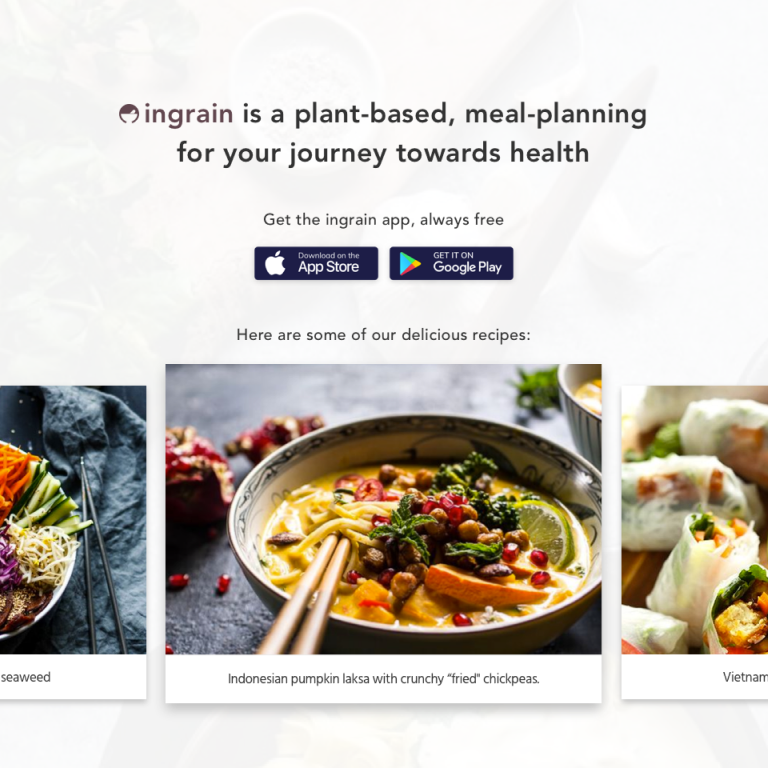 ingrain is a plant-based, meal-planning
for your journey towards health
Get the ingrain app, always free
Download on the
App Store
GET IT ON
Google Play
Here are some of our delicious recipes:
seaweed
Indonesian pumpkin laksa with crunchy “fried" chickpeas.
Vietnam